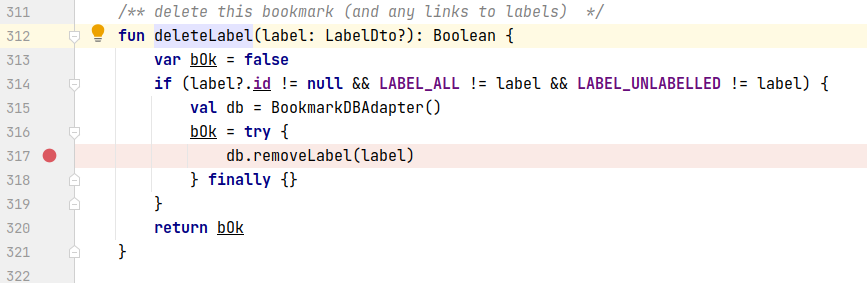 311 /** delete this bookmark (and any links to labels)  */
312 fun deleteLabel(label: LabelDto?): Boolean {
313 var bOk = false
314 if (label?.id != null && LABEL_ALL != label && LABEL_UNLABELLED != label) {
315 val db = BookmarkDBAdapter()
316 bOk = try {
317 db.removeLabel(label)
318 } finally {}
319 }
320 return bOk
321 }
322